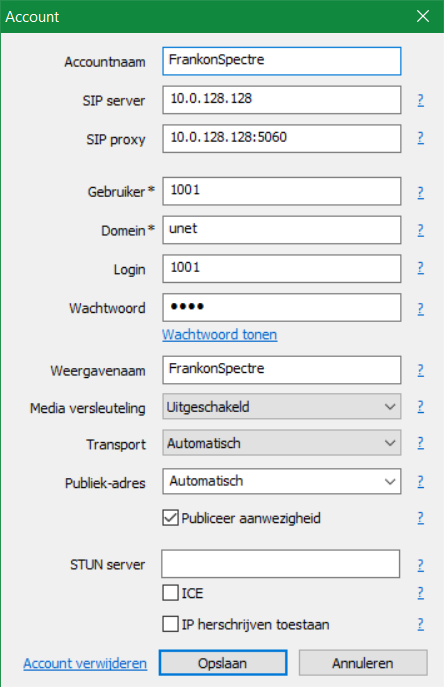 Account
Accountnaam FrankonSpectre
SIP server 10.0.128.128 ?
SIP proxy 10.0.128.128:5060 ?
Gebruiker * 1001 ?
Domein * unet ?
Login 1001 ?
Wachtwoord ●●●● ?
Wachtwoord tonen
Weergavenaam FrankonSpectre ?
Media versleuteling Uitgeschakeld ?
Transport Automatisch ?
Publiek-adres Automatisch ?
Publiceer aanwezigheid ?
STUN server ?
ICE ?
IP herschrijven toestaan ?
Account verwijderen Opslaan Annuleren